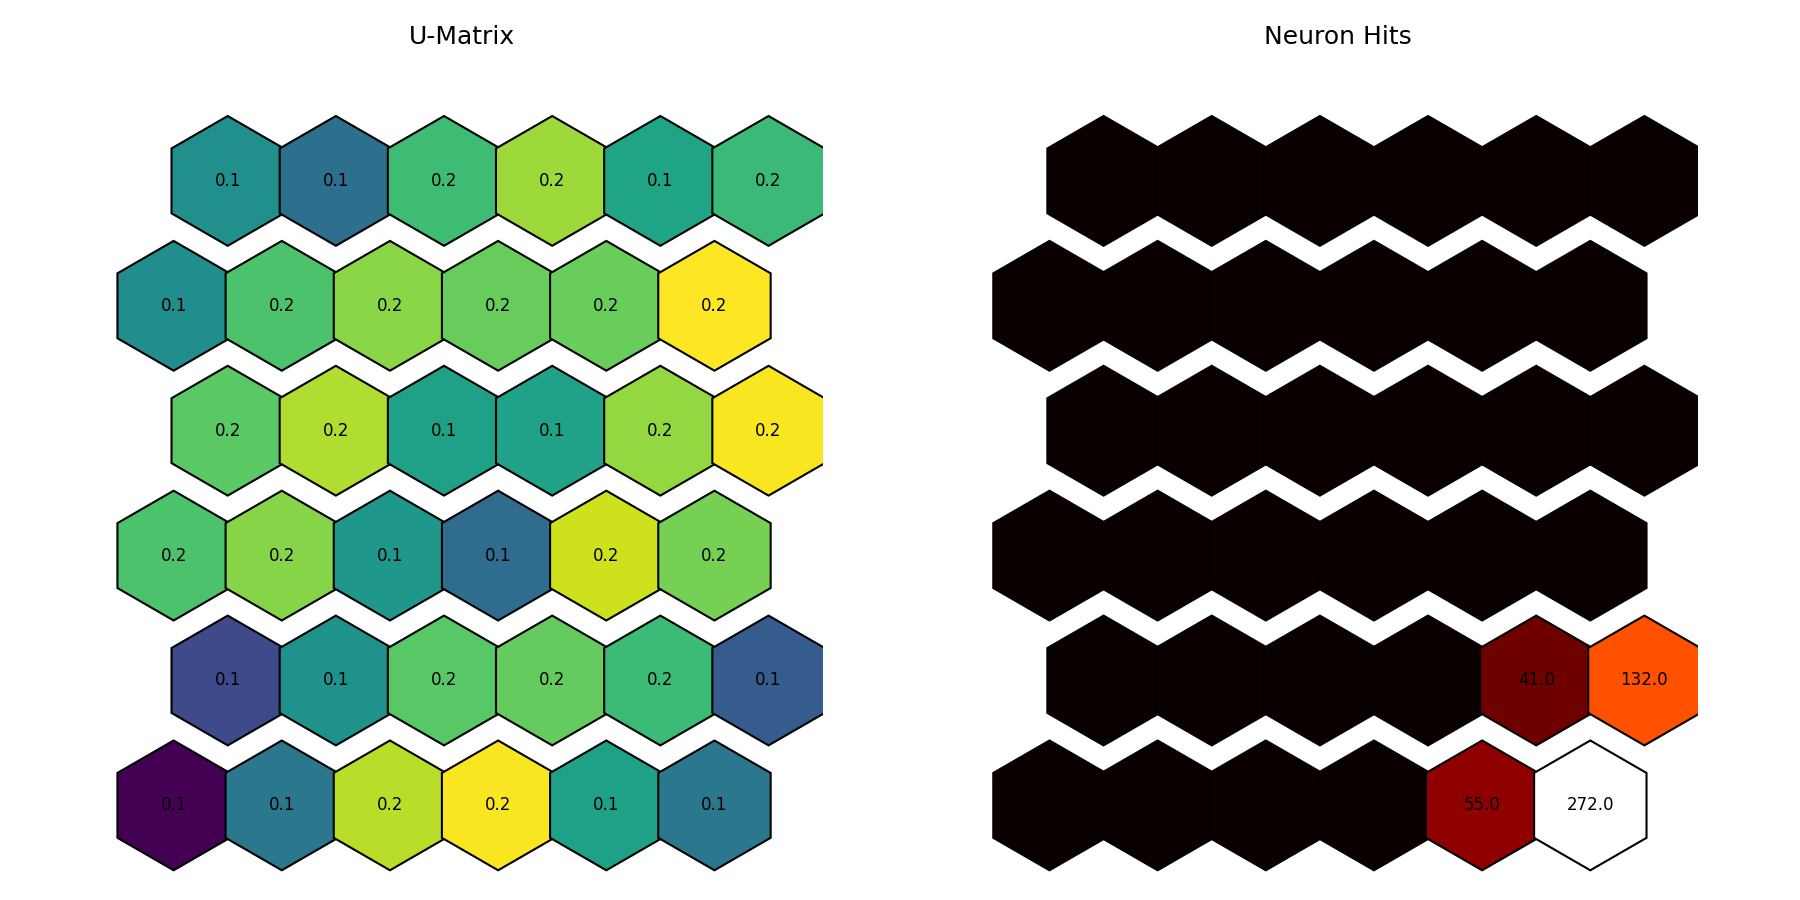 U-Matrix
Neuron Hits
0.1 0.1 0.2 0.2 0.1 0.2
0.1 0.2 0.2 0.2 0.2 0.2
0.2 0.2 0.1 0.1 0.2 0.2
0.2 0.2 0.1 0.1 0.2 0.2
0.1 0.1 0.2 0.2 0.2 0.1
0.1 0.1 0.2 0.2 0.1 0.1
41.0 132.0
55.0 272.0